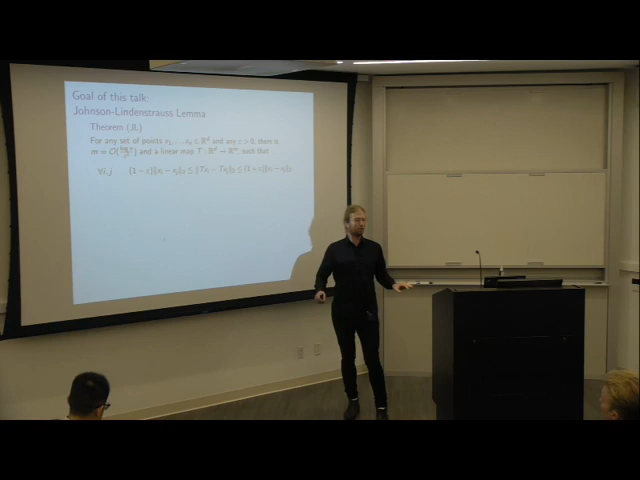 Goal of this talk:
Johnson-Lindenstrauss Lemma
Theorem (JL)
For any set of points x₁, … xₙ ∈ ℝᵈ and any ε > 0, there is
m = O(log n / ε²) and a linear map T : ℝᵈ → ℝᵐ, such that
∀i, j (1 − ε)‖xᵢ − xⱼ‖₂ ≤ ‖Txᵢ − Txⱼ‖₂ ≤ (1 + ε)‖xᵢ − xⱼ‖₂